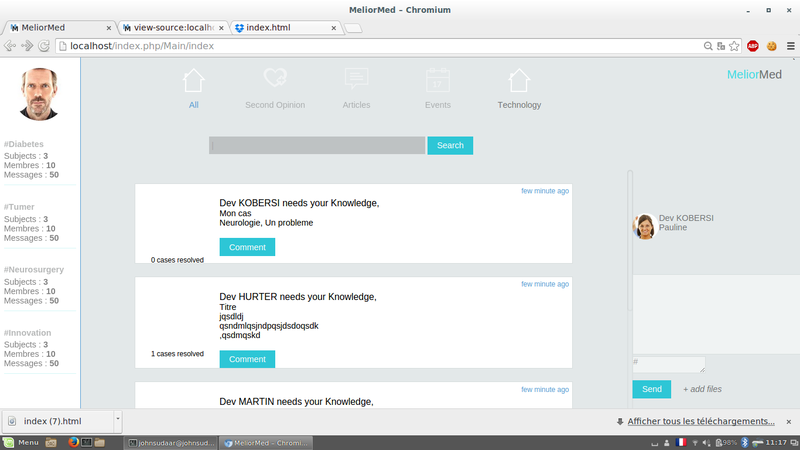 MeliorMed – Chromium
MeliorMed
view-source:localh
index.html
localhost/index.php/Main/index
ABP
MeliorMed
All
Second Opinion
Articles
17
Events
Technology
Search
#Diabetes
Subjects : 3
Membres : 10
Messages : 50
#Tumer
Subjects : 3
Membres : 10
Messages : 50
#Neurosurgery
Subjects : 3
Membres : 10
Messages : 50
#Innovation
Subjects : 3
Membres : 10
Messages : 50
few minute ago
Dev KOBERSI needs your Knowledge,
Mon cas
Neurologie, Un probleme
Comment
0 cases resolved
few minute ago
Dev HURTER needs your Knowledge,
Titre
jqsdldj
qsndmlqsjndpqsjdsdoqsdk
,qsdmqskd
1 cases resolved
Comment
few minute ago
Dev MARTIN needs your Knowledge,
Dev KOBERSI
Pauline
#
Send
+ add files
index (7).html
Afficher tous les téléchargements...
Menu
johnsudaar@johnsud...
MeliorMed – Chromi...
98%
11:17